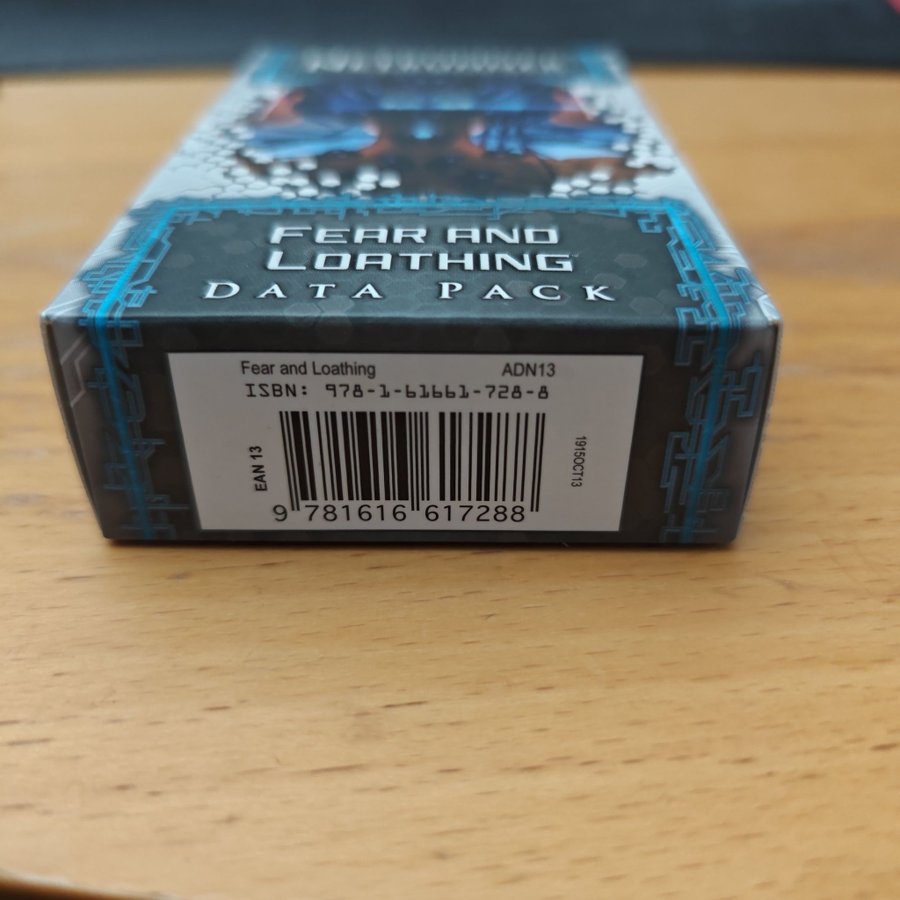 FEAR AND
LOATHING
DATA PACK
Fear and Loathing ADN13
ISBN: 978-1-61661-728-8
EAN 13
1915OCT13
9 781616 617288